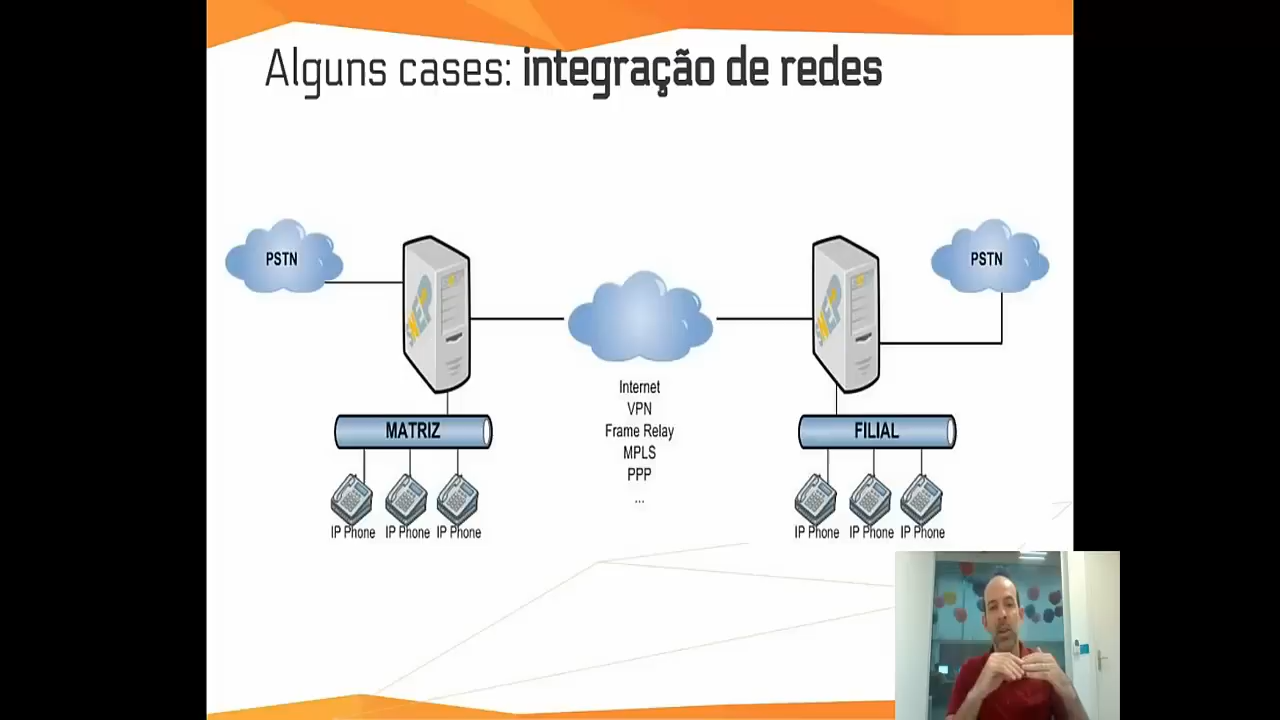 Alguns cases: integração de redes
PSTN
PSTN
Internet
VPN
Frame Relay
MPLS
PPP
...
MATRIZ
FILIAL
IP Phone IP Phone IP Phone
IP Phone IP Phone IP Phone